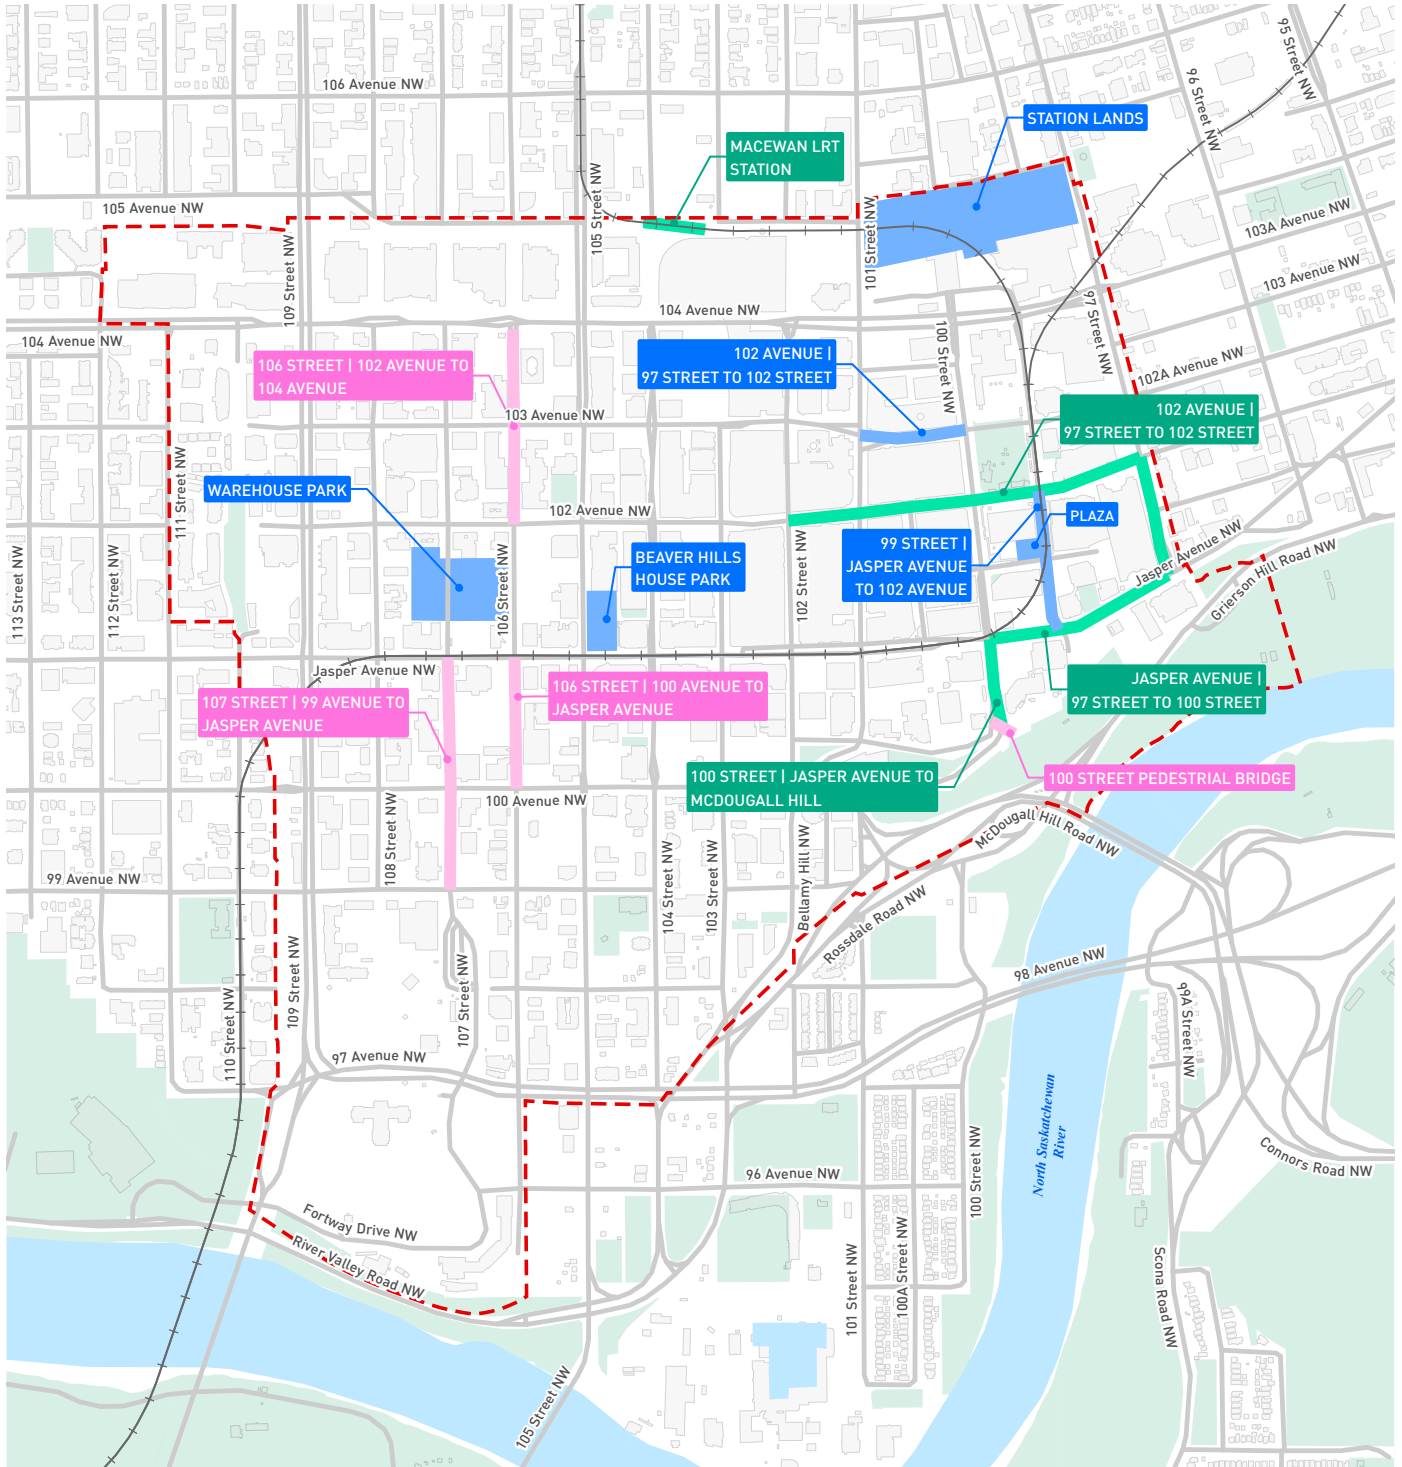 95 Street NW
96 Street NW
106 Avenue NW
STATION LANDS
MACEWAN LRT
STATION
105 Street NW
105 Avenue NW
101 Street NW
103A Avenue NW
103 Avenue NW
109 Street NW
97 Street NW
104 Avenue NW
104 Avenue NW
100 Street NW
102A Avenue NW
106 STREET | 102 AVENUE TO
104 AVENUE
102 AVENUE |
97 STREET TO 102 STREET
103 Avenue NW
102 AVENUE |
97 STREET TO 102 STREET
111 Street NW
WAREHOUSE PARK
102 Avenue NW
PLAZA
99 STREET |
JASPER AVENUE
TO 102 AVENUE
BEAVER HILLS
HOUSE PARK
Jasper Avenue NW
Grierson Hill Road NW
113 Street NW
112 Street NW
106 Street NW
102 Street NW
Jasper Avenue NW
107 STREET | 99 AVENUE TO
JASPER AVENUE
106 STREET | 100 AVENUE TO
JASPER AVENUE
JASPER AVENUE |
97 STREET TO 100 STREET
100 STREET | JASPER AVENUE TO
MCDOUGALL HILL
100 STREET PEDESTRIAL BRIDGE
100 Avenue NW
108 Street NW
McDougall Hill Road NW
99 Avenue NW
104 Street NW
103 Street NW
Bellamy Hill NW
Rossdale Road NW
98 Avenue NW
109 Street NW
110 Street NW
107 Street NW
99A Street NW
97 Avenue NW
North Saskatchewan
River
96 Avenue NW
100 Street NW
Connors Road NW
Fortway Drive NW
River Valley Road NW
101 Street NW
100A Street NW
Scona Road NW
105 Street NW